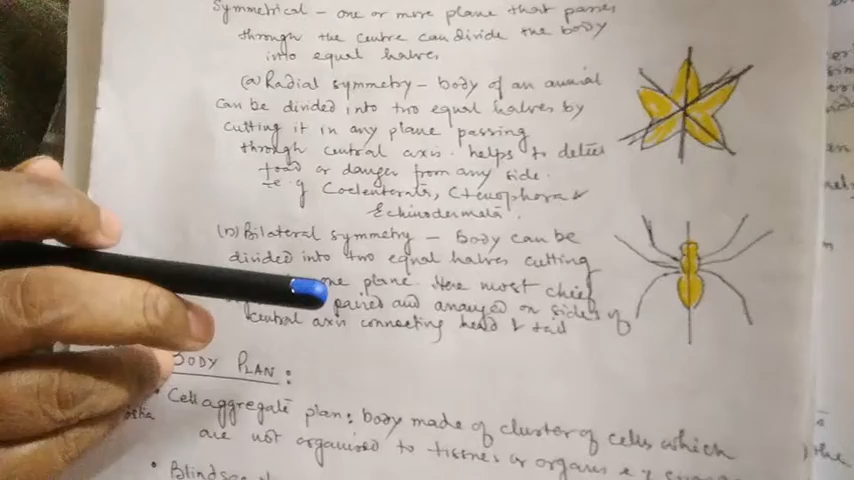 Symmetrical - one or more plane that passes
through the centre can divide the body
into equal halves.
(a) Radial symmetry - body of an animal
can be divided into two equal halves by
cutting it in any plane passing
through central axis. helps to detect
food or danger from any side.
e.g Coelenterata, Ctenophora &
Echinodermata.
(b) Bilateral symmetry - Body can be
divided into two equal halves cutting
one plane. Here most chief
paired and arranged on sides of
central axis connecting head & tail
BODY PLAN:
• Cell aggregate plan: body made of cluster of cells which
are not organised to tissues or organs e.g
• Blind
ostia
the